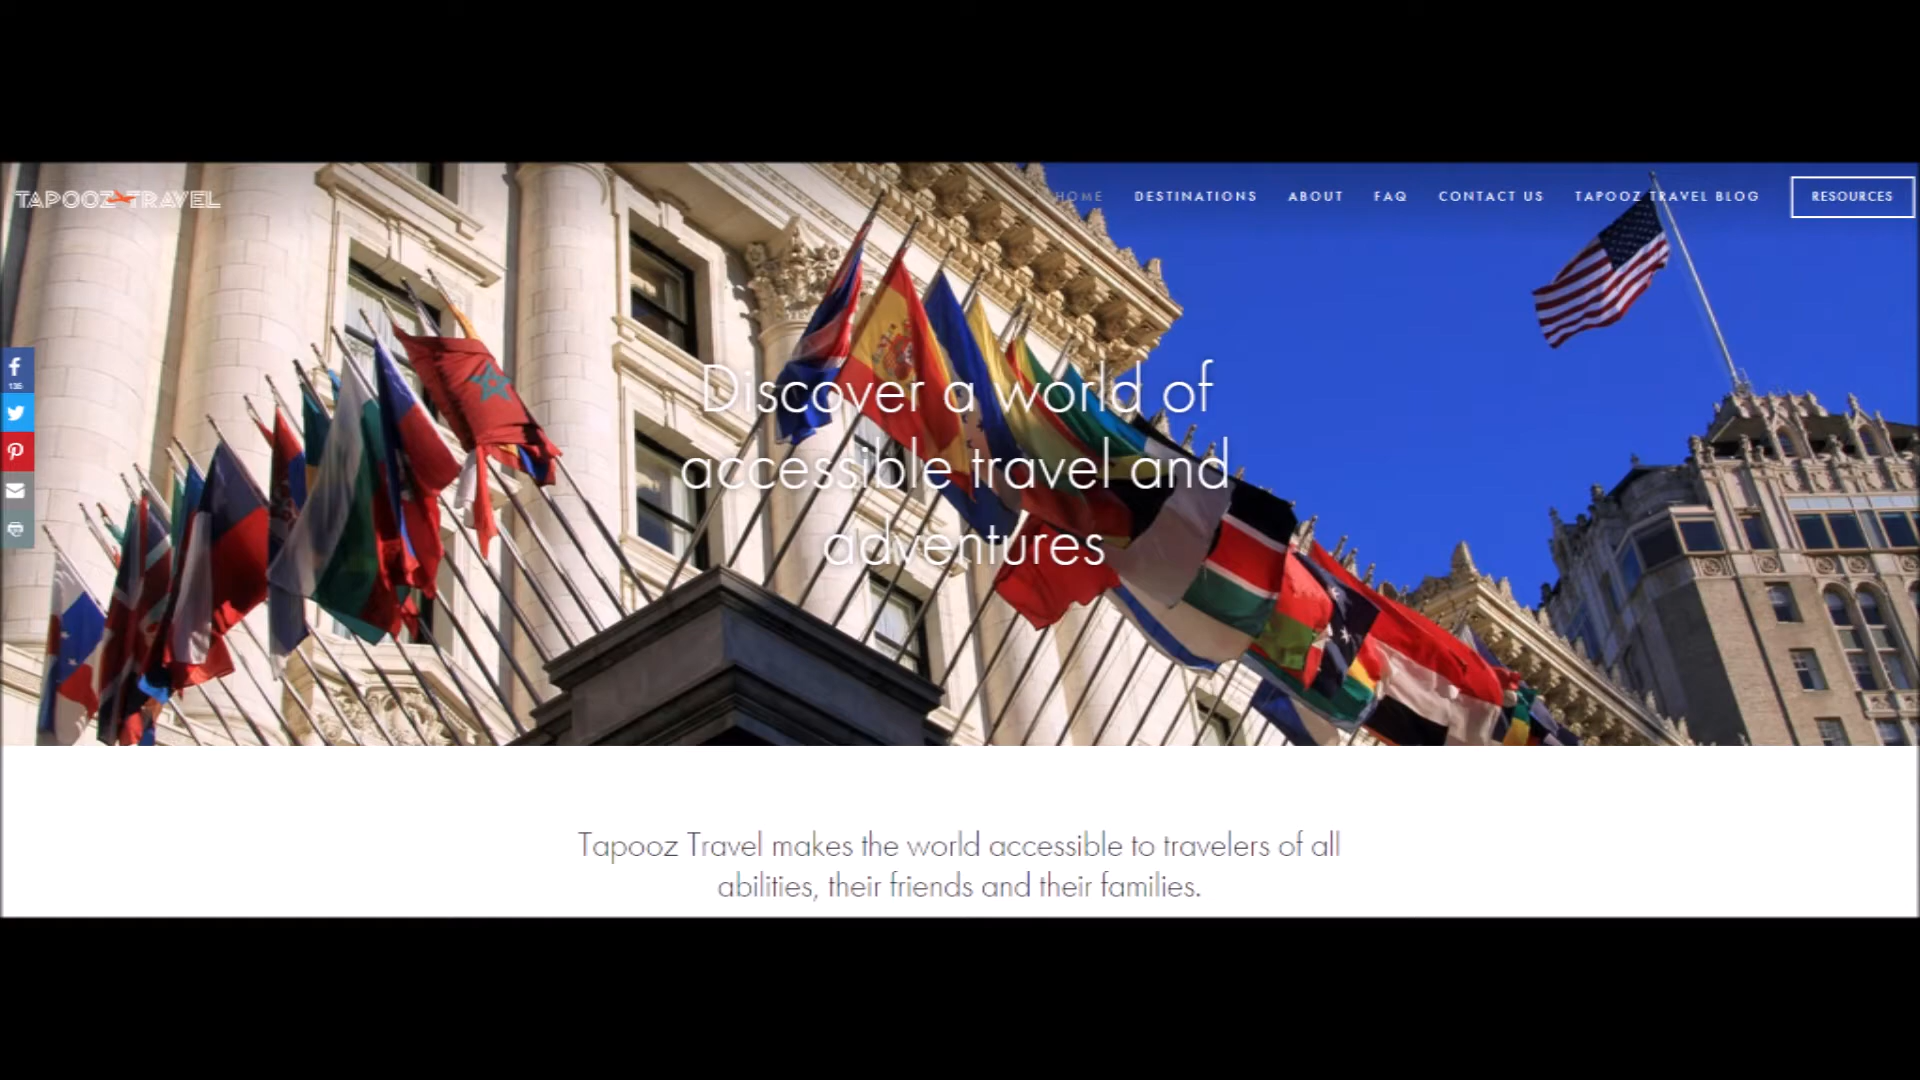 TAPOOZ TRAVEL
HOME DESTINATIONS ABOUT FAQ CONTACT US TAPOOZ TRAVEL BLOG RESOURCES
135
Discover a world of
accessible travel and
adventures
Tapooz Travel makes the world accessible to travelers of all
abilities, their friends and their families.